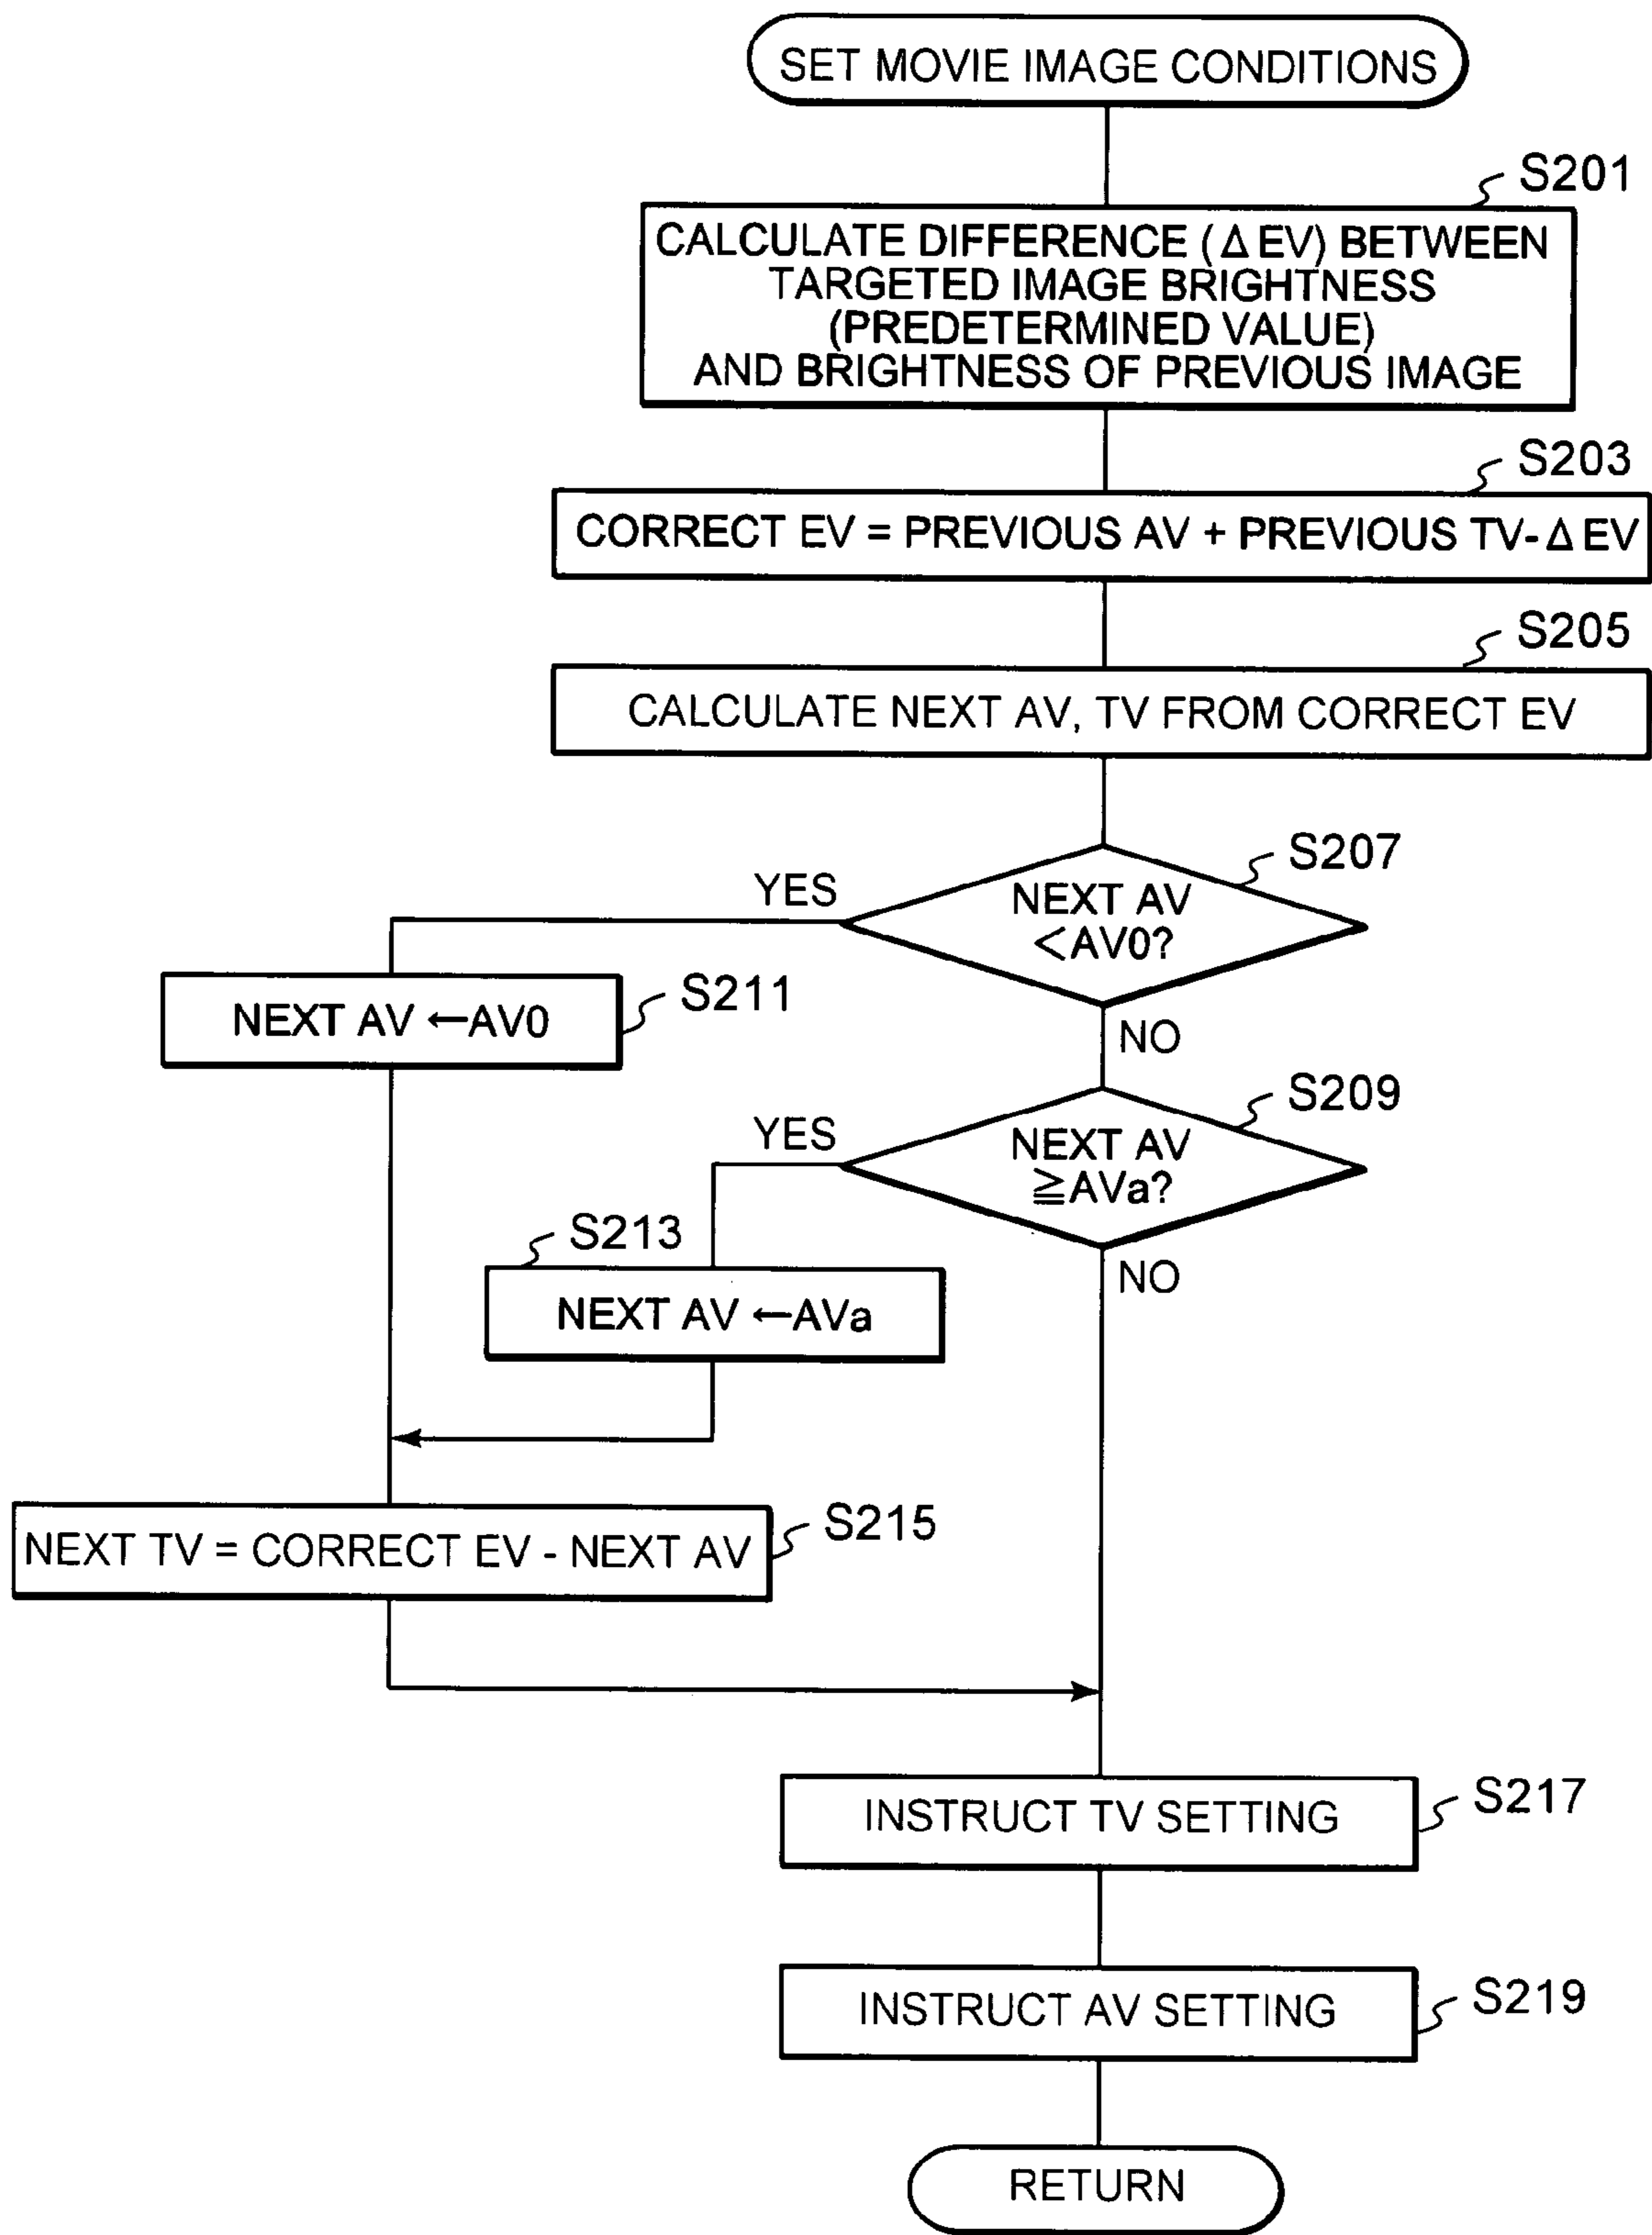 SET MOVIE IMAGE CONDITIONS
S201
CALCULATE DIFFERENCE (Δ EV) BETWEEN
TARGETED IMAGE BRIGHTNESS
(PREDETERMINED VALUE)
AND BRIGHTNESS OF PREVIOUS IMAGE
S203
CORRECT EV = PREVIOUS AV + PREVIOUS TV- Δ EV
S205
CALCULATE NEXT AV, TV FROM CORRECT EV
S207
YES
NEXT AV
<AV0?
NO
S211
NEXT AV ←AV0
S209
YES
NEXT AV
≧AVa?
NO
S213
NEXT AV ←AVa
S215
NEXT TV = CORRECT EV - NEXT AV
S217
INSTRUCT TV SETTING
S219
INSTRUCT AV SETTING
RETURN